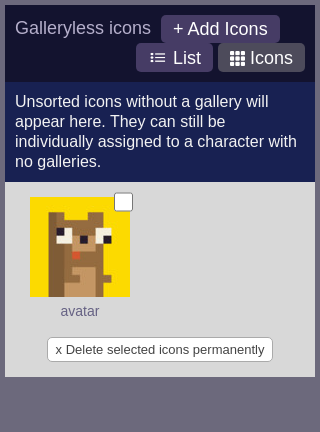 Galleryless icons + Add Icons
List Icons
Unsorted icons without a gallery will
appear here. They can still be
individually assigned to a character with
no galleries.
avatar
x Delete selected icons permanently